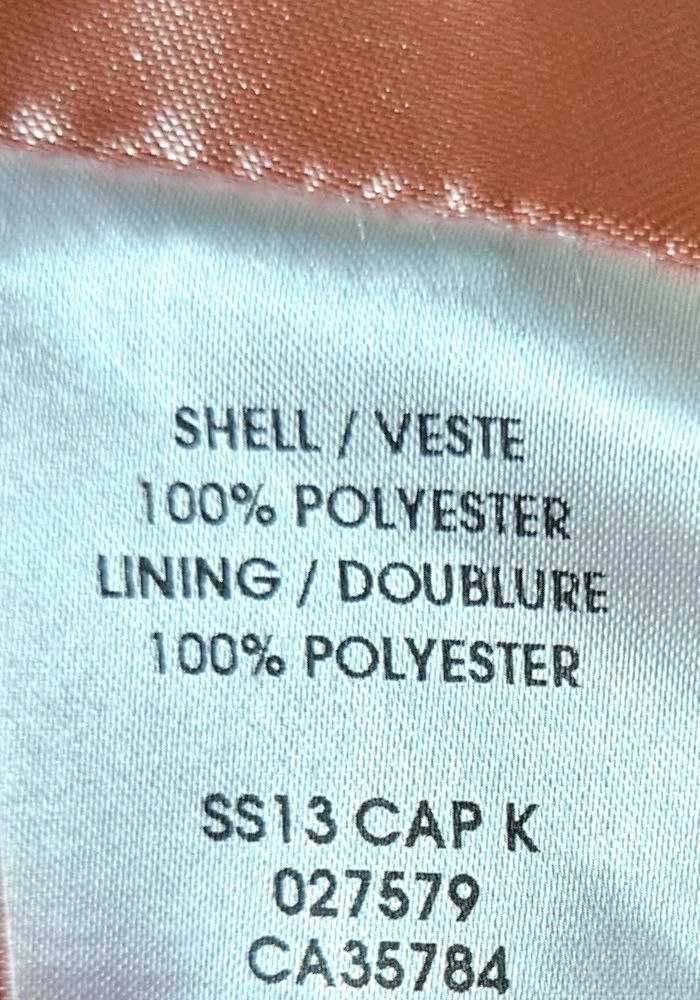 SHELL / VESTE
100% POLYESTER
LINING / DOUBLURE
100% POLYESTER
SS13 CAP K
027579
CA35784